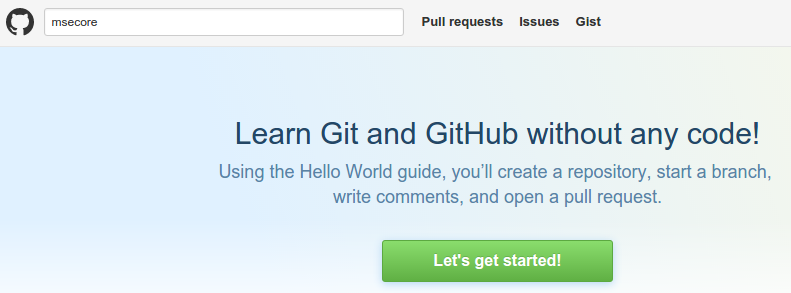 msecore Pull requests Issues Gist
Learn Git and GitHub without any code!
Using the Hello World guide, you’ll create a repository, start a branch,
write comments, and open a pull request.
Let's get started!